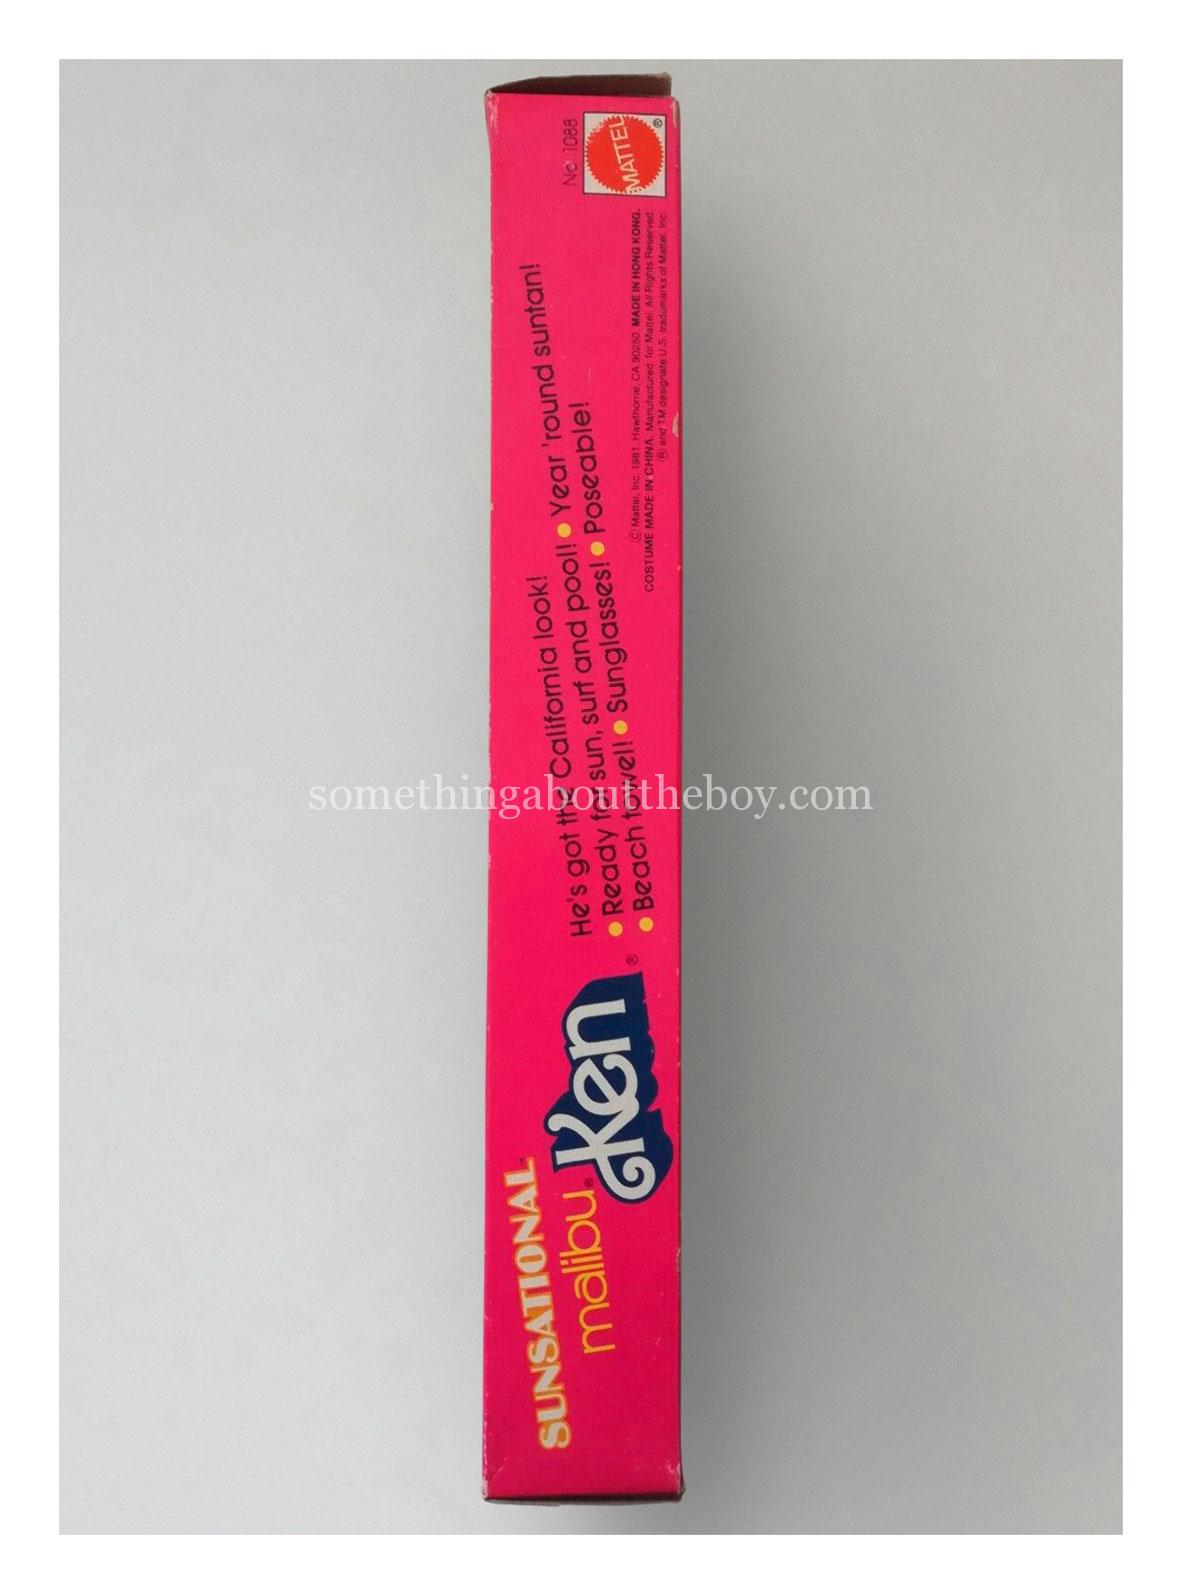 SUNSATIONAL™
malibu®
Ken®
He's got the California look!
• Ready for sun, surf and pool! • Year 'round suntan!
• Beach towel! • Sunglasses! • Poseable!
© Mattel, Inc. 1981. Hawthorne, CA 90250. MADE IN HONG KONG.
COSTUME MADE IN CHINA. Manufactured for Mattel. All Rights Reserved
® and TM designate U.S. trademarks of Mattel, Inc
No. 1088
MATTEL®
somethingabouttheboy.com